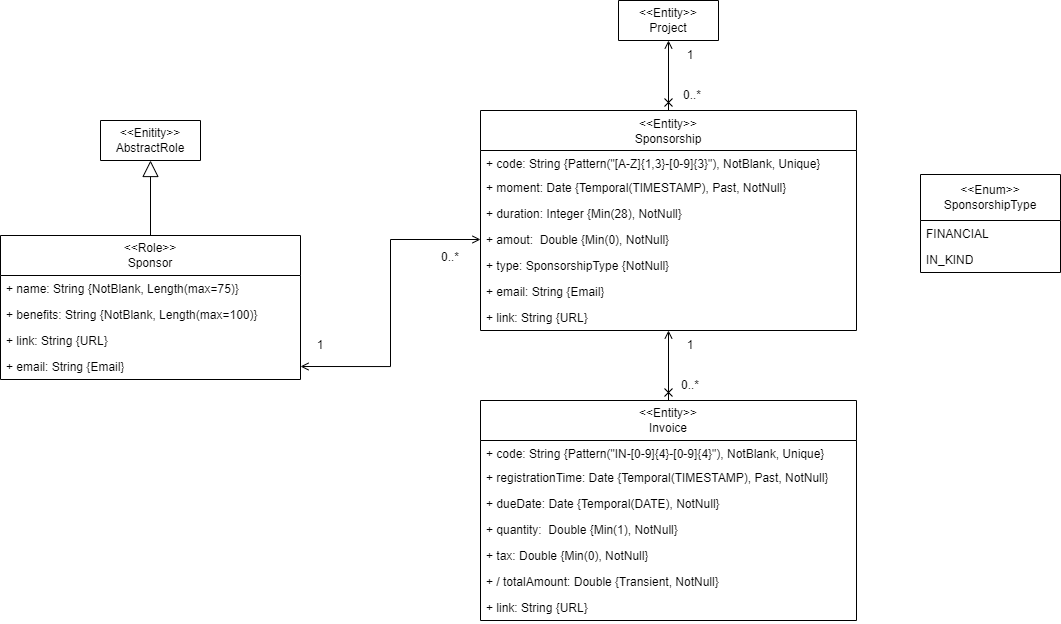 <<Entity>>
Project
1
0..*
<<Enitity>>
AbstractRole
<<Entity>>
Sponsorship
+ code: String {Pattern("[A-Z]{1,3}-[0-9]{3}"), NotBlank, Unique}
+ moment: Date {Temporal(TIMESTAMP), Past, NotNull}
+ duration: Integer {Min(28), NotNull}
+ amout:  Double {Min(0), NotNull}
+ type: SponsorshipType {NotNull}
+ email: String {Email}
+ link: String {URL}
<<Enum>>
SponsorshipType
FINANCIAL
IN_KIND
<<Role>>
Sponsor
+ name: String {NotBlank, Length(max=75)}
+ benefits: String {NotBlank, Length(max=100)}
+ link: String {URL}
+ email: String {Email}
0..*
1
1
0..*
<<Entity>>
Invoice
+ code: String {Pattern("IN-[0-9]{4}-[0-9]{4}"), NotBlank, Unique}
+ registrationTime: Date {Temporal(TIMESTAMP), Past, NotNull}
+ dueDate: Date {Temporal(DATE), NotNull}
+ quantity:  Double {Min(1), NotNull}
+ tax: Double {Min(0), NotNull}
+ / totalAmount: Double {Transient, NotNull}
+ link: String {URL}